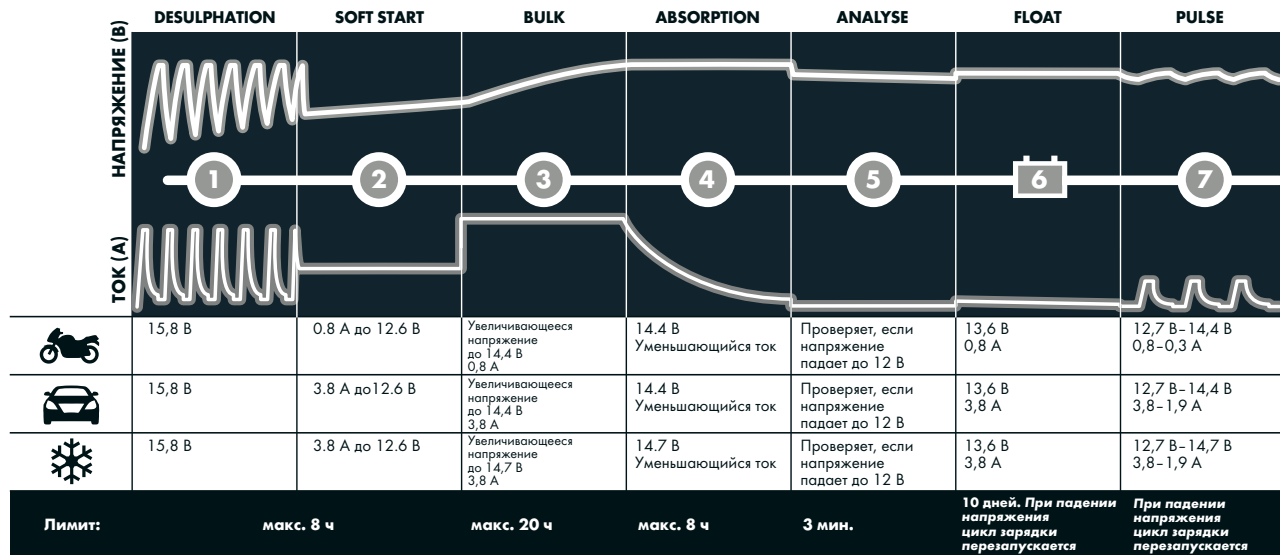 DESULPHATION SOFT START BULK ABSORPTION ANALYSE FLOAT PULSE
НАПРЯЖЕНИЕ (В)
1 2 3 4 5 6 7
ТОК (А)
15,8 В
0.8 А до 12.6 В
Увеличивающееся
напряжение
до 14,4 В
0,8 А
14.4 В
Уменьшающийся ток
Проверяет, если
напряжение
падает до 12 В
13,6 В
0,8 А
12,7 В–14,4 В
0,8–0,3 А
15,8 В
3.8 А до12.6 В
Увеличивающееся
напряжение
до 14,4 В
3,8 А
14.4 В
Уменьшающийся ток
Проверяет, если
напряжение
падает до 12 В
13,6 В
3,8 А
12,7 В–14,4 В
3,8–1,9 А
15,8 В
3.8 А до 12.6 В
Увеличивающееся
напряжение
до 14,7 В
3,8 А
14.7 В
Уменьшающийся ток
Проверяет, если
напряжение
падает до 12 В
13,6 В
3,8 А
12,7 В–14,7 В
3,8–1,9 А
Лимит:
макс. 8 ч
макс. 20 ч
макс. 8 ч
3 мин.
10 дней. При падении
напряжения
цикл зарядки
перезапускается
При падении
напряжения
цикл зарядки
перезапускается